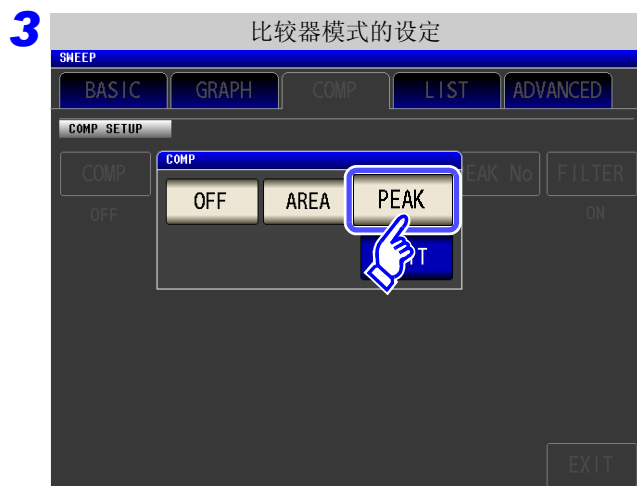 3
比较器模式的设定
SWEEP
BASIC GRAPH COMP LIST ADVANCED
COMP SETUP
COMP
OFF
COMP
OFF AREA PEAK
No FILTER
ON
EXIT